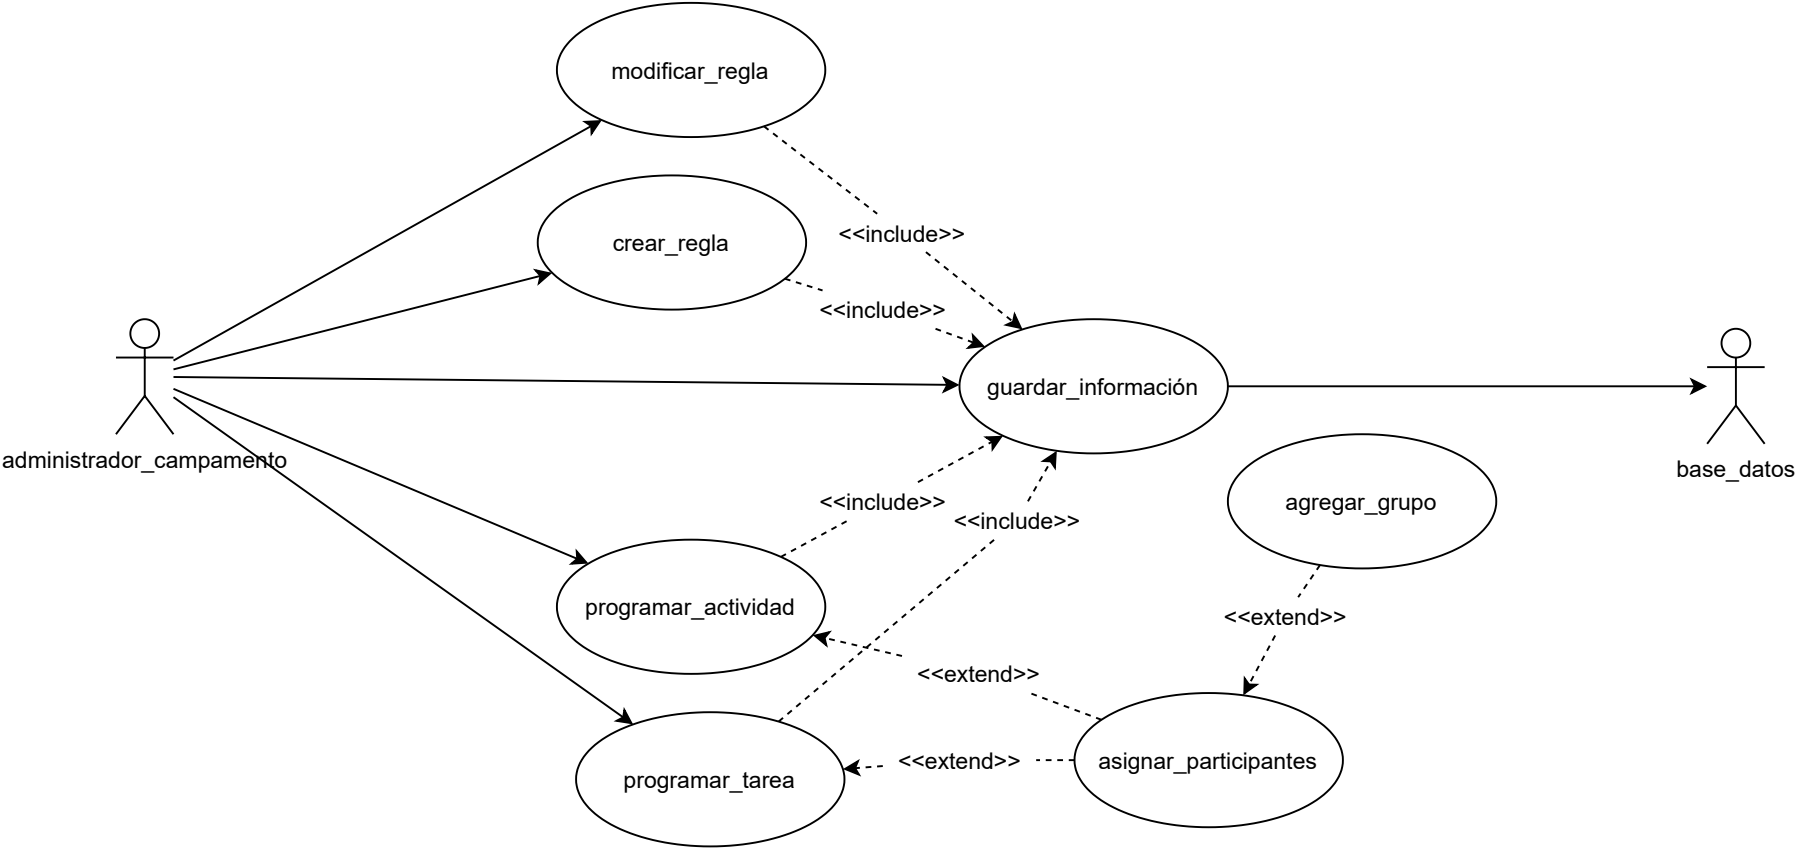 modificar_regla
<<include>>
crear_regla
<<include>>
guardar_información
administrador_campamento
base_datos
<<include>>
<<include>>
agregar_grupo
programar_actividad
<<extend>>
<<extend>>
<<extend>>
asignar_participantes
programar_tarea